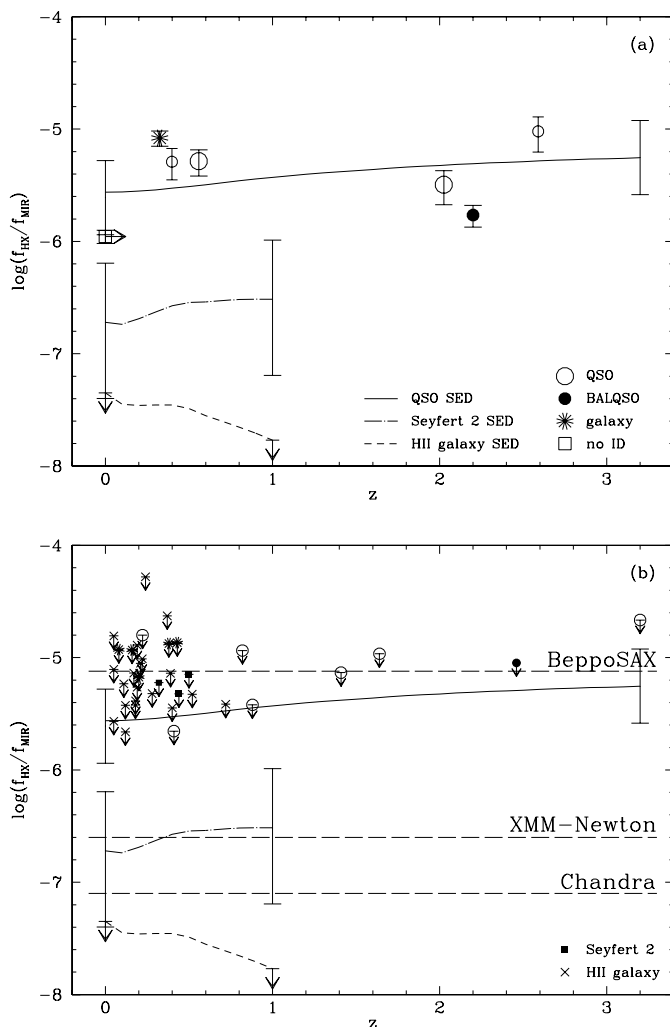 −4
(a)
−5
log(f_HX/f_MIR)
−6
−7
QSO SED
Seyfert 2 SED
HII galaxy SED
QSO
BALQSO
galaxy
no ID
−8
0 1 2 3
z
−4
(b)
BeppoSAX
−5
log(f_HX/f_MIR)
−6
XMM−Newton
−7
Chandra
Seyfert 2
HII galaxy
−8
0 1 2 3
z